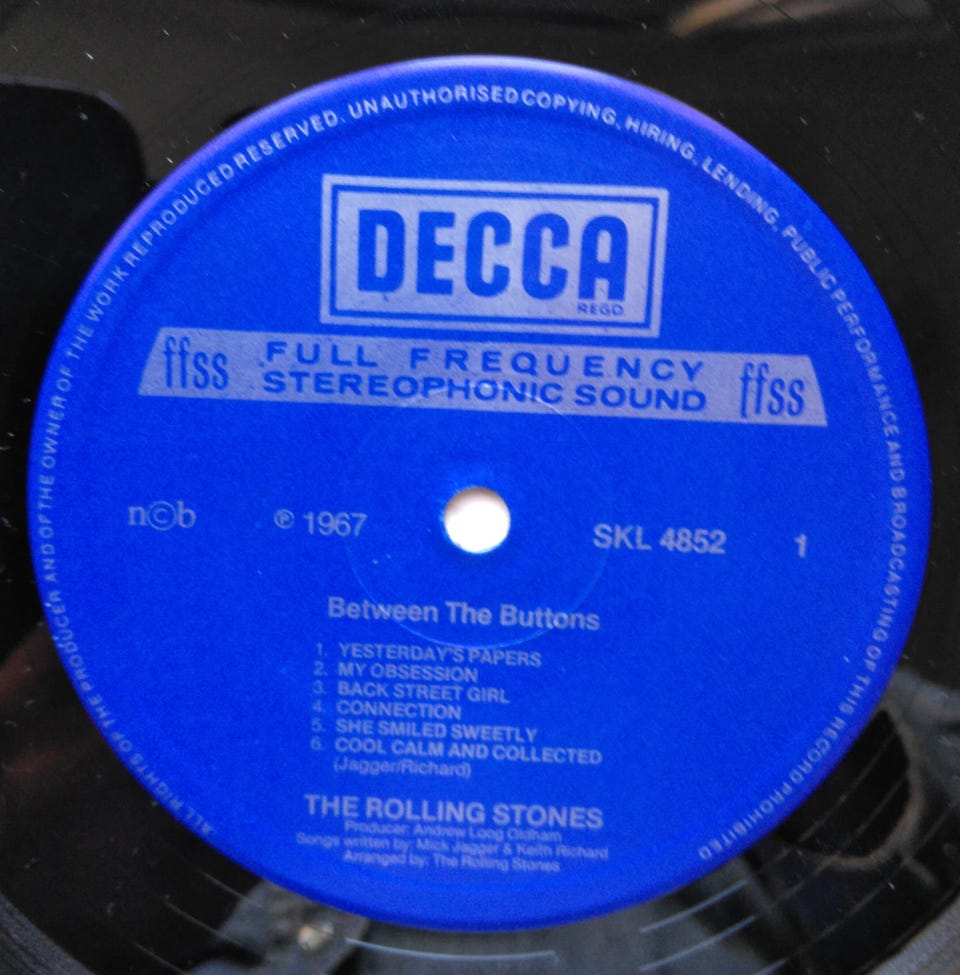 ALL RIGHTS OF THE PRODUCER AND OF THE OWNER OF THE WORK REPRODUCED RESERVED. UNAUTHORISED COPYING, HIRING, LENDING, PUBLIC PERFORMANCE AND BROADCASTING OF THIS RECORD PROHIBITED
DECCA
REGD
ffss FULL FREQUENCY STEREOPHONIC SOUND ffss
n©b ℗ 1967 SKL 4852 1
Between The Buttons
1. YESTERDAY'S PAPERS
2. MY OBSESSION
3. BACK STREET GIRL
4. CONNECTION
5. SHE SMILED SWEETLY
6. COOL CALM AND COLLECTED
(Jagger/Richard)
THE ROLLING STONES
Producer: Andrew Long Oldham
Songs written by: Mick Jagger & Keith Richard
Arranged by: The Rolling Stones